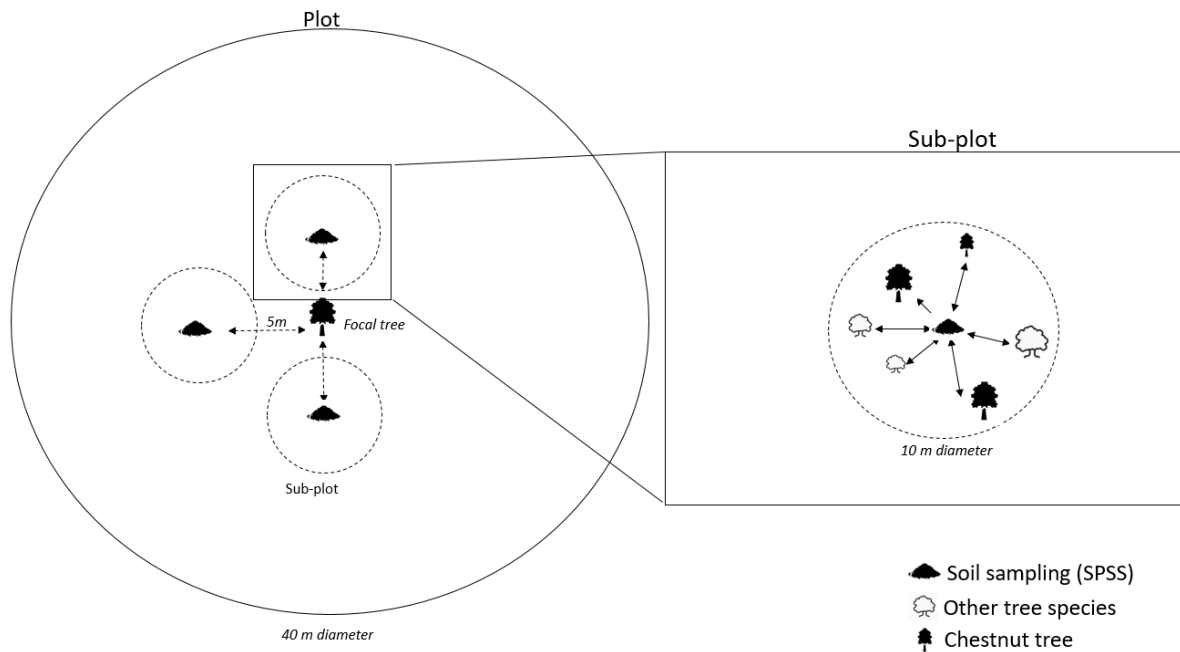 Plot
Sub-plot
5m
Focal tree
Sub-plot
10 m diameter
40 m diameter
Soil sampling (SPSS)
Other tree species
Chestnut tree